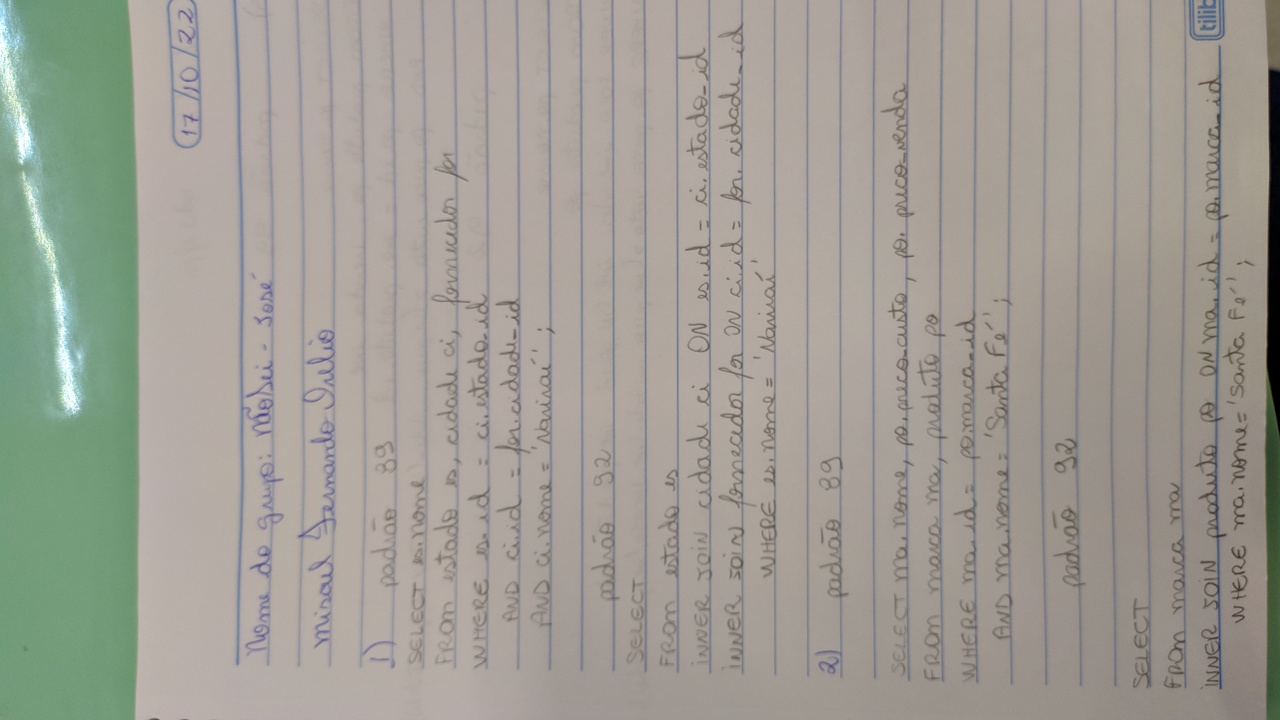 17/10/22
Nome do grupo: NãoSei - José
misael Fernando Julio
1) padrão 89
SELECT es.nome
FROM estado es, cidade ci, fornecedor for
WHERE es.id = ci.estado_id
AND ci.id = for.cidade_id
AND ci.nome = 'Naviraí';
padrão 92
SELECT
FROM estado es
INNER JOIN cidade ci ON es.id = ci.estado_id
INNER JOIN fornecedor for ON ci.id = for.cidade_id
WHERE es.nome = 'Naviraí'
2) padrão 89
SELECT ma.nome, po.preco_custo, po.preco_venda
FROM marca ma, produto po
WHERE ma.id = po.marca_id
AND ma.nome = 'Santa Fé';
padrão 92
SELECT
FROM marca ma
INNER JOIN produto po ON ma.id = po.marca_id
tilib
WHERE ma.nome = 'Santa Fé';